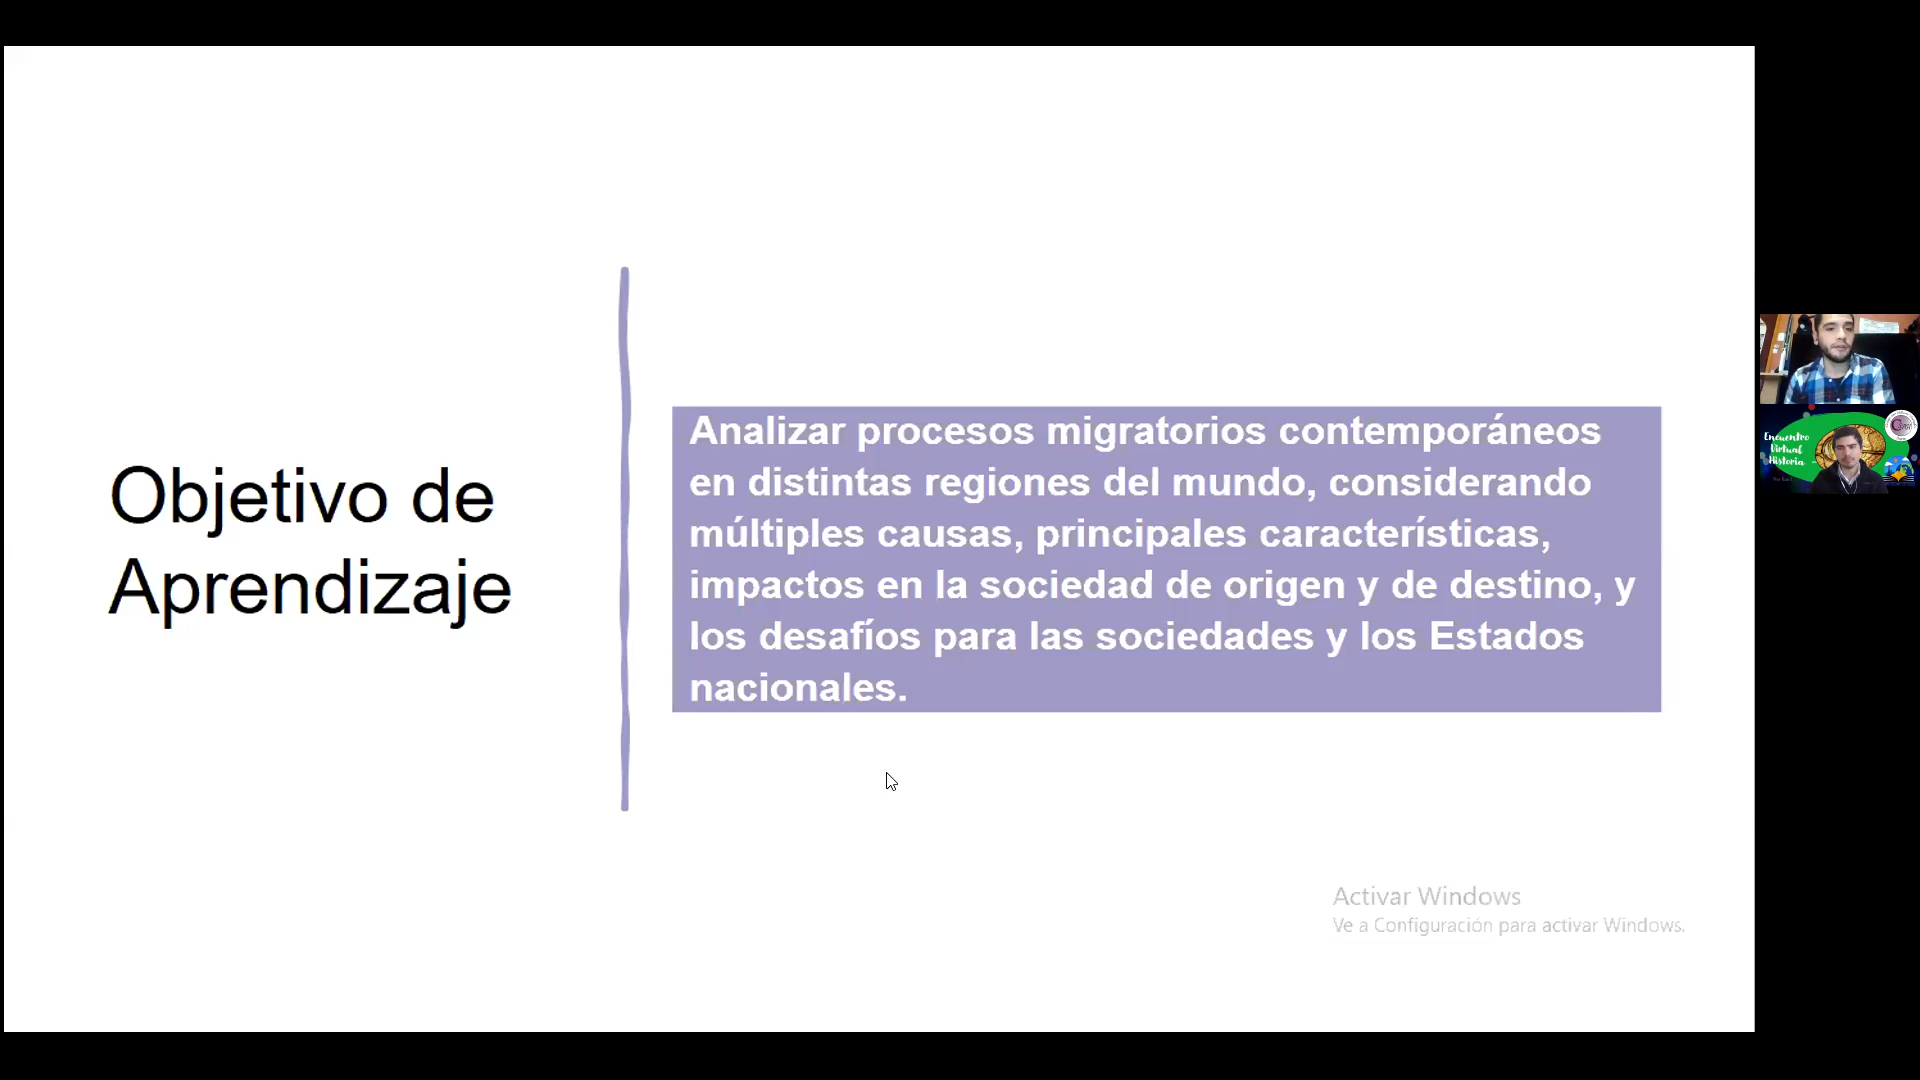 Objetivo de
Aprendizaje
Analizar procesos migratorios contemporáneos
en distintas regiones del mundo, considerando
múltiples causas, principales características,
impactos en la sociedad de origen y de destino, y
los desafíos para las sociedades y los Estados
nacionales.
Activar Windows
Ve a Configuración para activar Windows.
Encuentro
Virtual
Historia